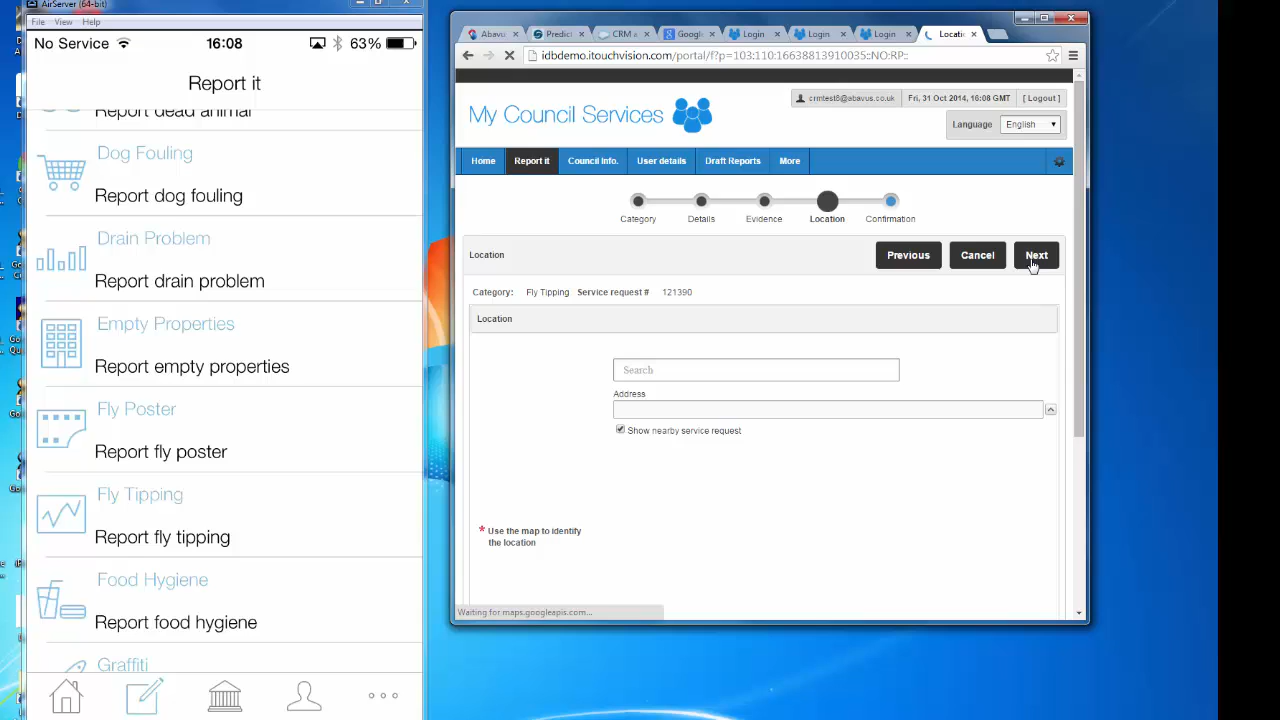 AirServer (64-bit)
File View Help
No Service 16:08 63%
Report it
Report dead animal
Dog Fouling
Report dog fouling
Drain Problem
Report drain problem
Empty Properties
Report empty properties
Fly Poster
Report fly poster
Fly Tipping
Report fly tipping
Food Hygiene
Report food hygiene
Graffiti
Abavu Predict CRM a Googl Login Login Login Locatio
idbdemo.itouchvision.com/portal/f?p=103:110:16638813910035::NO:RP::
My Council Services
crmtest8@abavus.co.uk Fri, 31 Oct 2014, 16:08 GMT [ Logout ]
Language English
Home Report it Council Info. User details Draft Reports More
Category Details Evidence Location Confirmation
Location Previous Cancel Next
Category: Fly Tipping Service request # 121390
Location
Search
Address
Show nearby service request
* Use the map to identify
the location
Waiting for maps.googleapis.com...